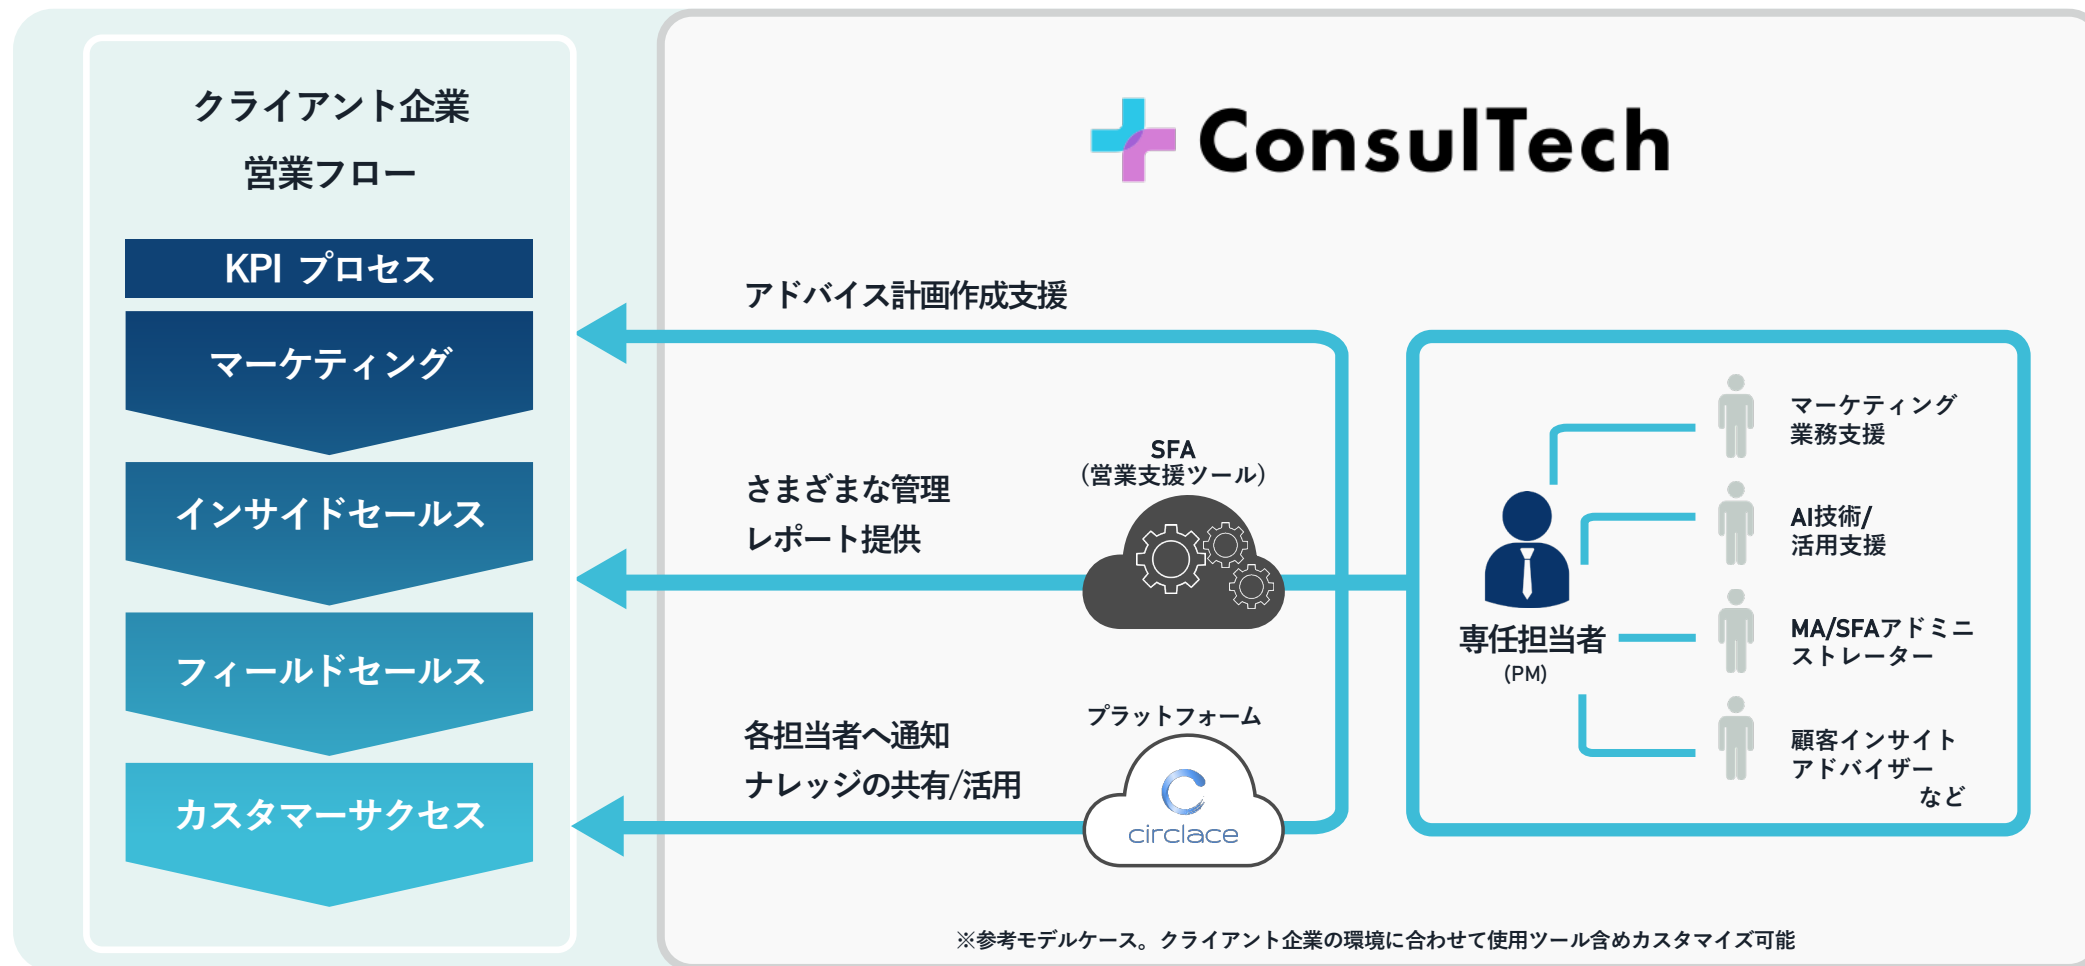 クライアント企業
営業フロー
KPI プロセス
マーケティング
インサイドセールス
フィールドセールス
カスタマーサクセス
ConsulTech
アドバイス計画作成支援
さまざまな管理
レポート提供
SFA
(営業支援ツール)
各担当者へ通知
ナレッジの共有/活用
プラットフォーム
circlace
専任担当者
(PM)
マーケティング
業務支援
AI技術/
活用支援
MA/SFAアドミニ
ストレーター
顧客インサイト
アドバイザー
など
※参考モデルケース。クライアント企業の環境に合わせて使用ツール含めカスタマイズ可能